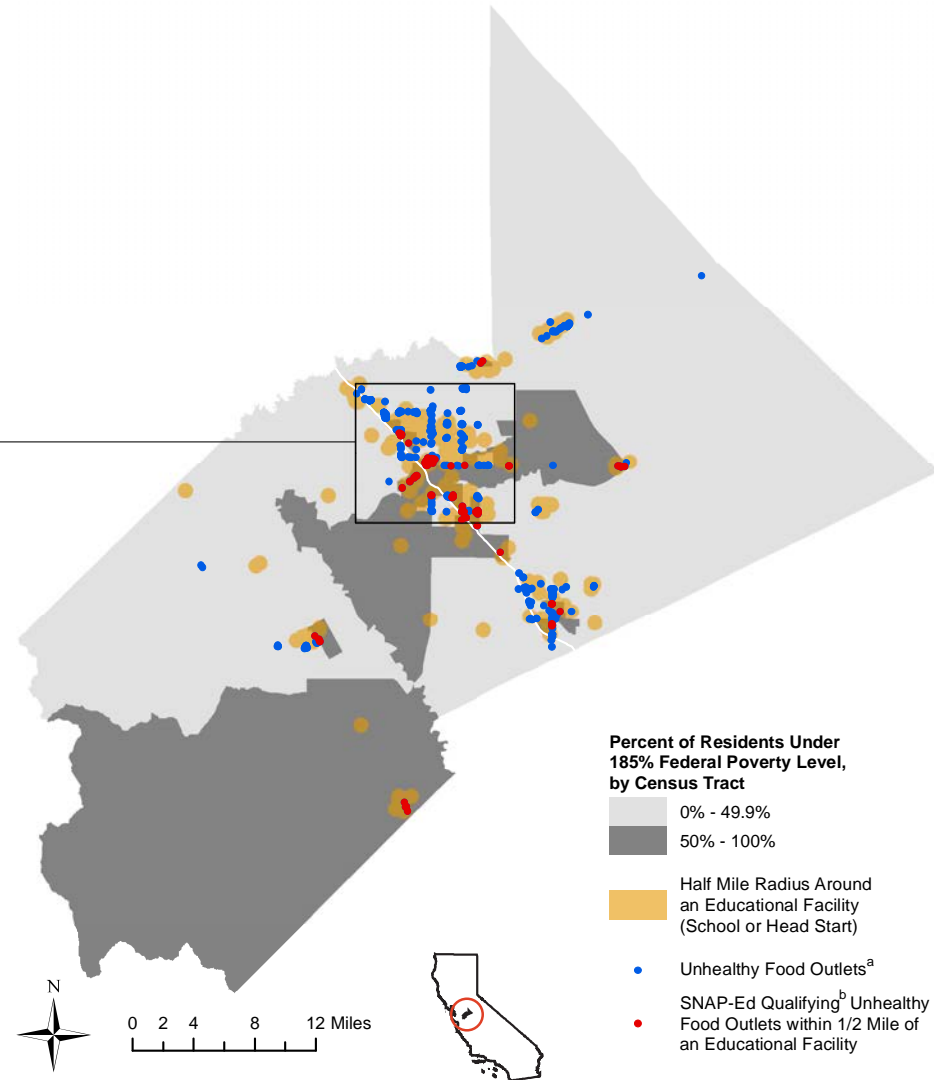 Percent of Residents Under
185% Federal Poverty Level,
by Census Tract
0% - 49.9%
50% - 100%
Half Mile Radius Around
an Educational Facility
(School or Head Start)
Unhealthy Food Outletsa
SNAP-Ed Qualifyingb Unhealthy
Food Outlets within 1/2 Mile of
an Educational Facility
N
0 2 4 8 12 Miles